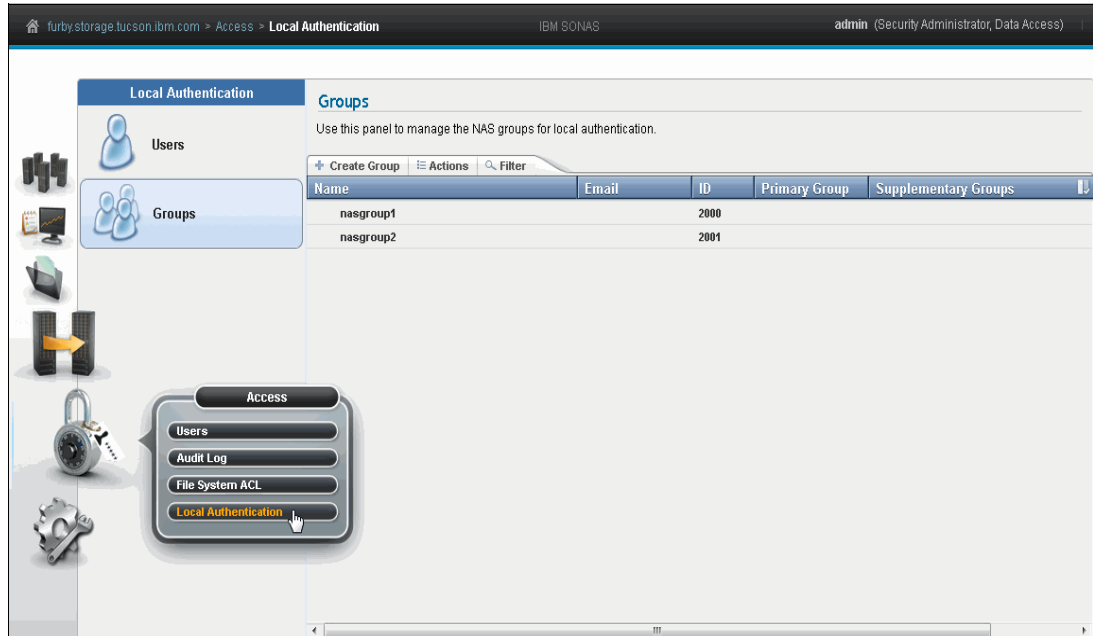 furby.storage.tucson.ibm.com > Access > Local Authentication
IBM SONAS
admin (Security Administrator, Data Access)
Local Authentication
Users
Groups
Groups
Use this panel to manage the NAS groups for local authentication.
Create Group
Actions
Filter
Name Email ID Primary Group Supplementary Groups
nasgroup1 2000
nasgroup2 2001
Access
Users
Audit Log
File System ACL
Local Authentication